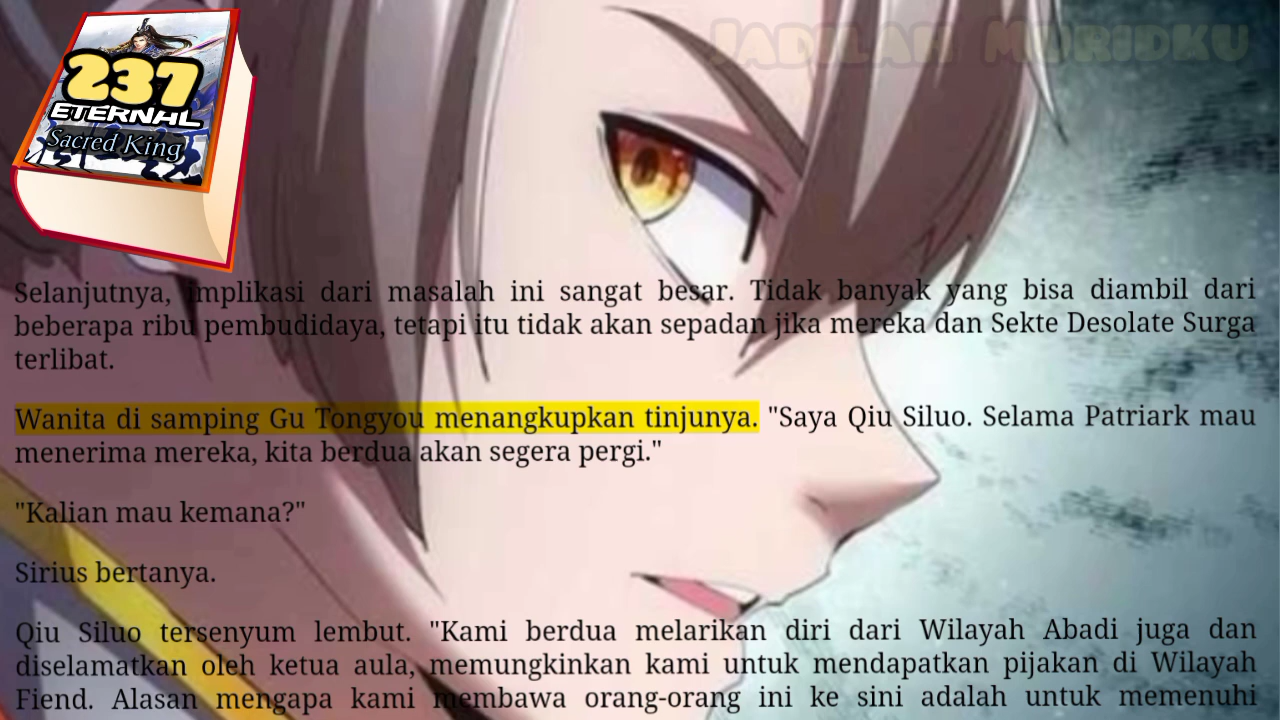 Jadilah Muridku
237
ETERNAL
Sacred King
Selanjutnya, implikasi dari masalah ini sangat besar. Tidak banyak yang bisa diambil dari
beberapa ribu pembudidaya, tetapi itu tidak akan sepadan jika mereka dan Sekte Desolate Surga
terlibat.
Wanita di samping Gu Tongyou menangkupkan tinjunya. "Saya Qiu Siluo. Selama Patriark mau
menerima mereka, kita berdua akan segera pergi."
"Kalian mau kemana?"
Sirius bertanya.
Qiu Siluo tersenyum lembut. "Kami berdua melarikan diri dari Wilayah Abadi juga dan
diselamatkan oleh ketua aula, memungkinkan kami untuk mendapatkan pijakan di Wilayah
Fiend. Alasan mengapa kami membawa orang-orang ini ke sini adalah untuk memenuhi